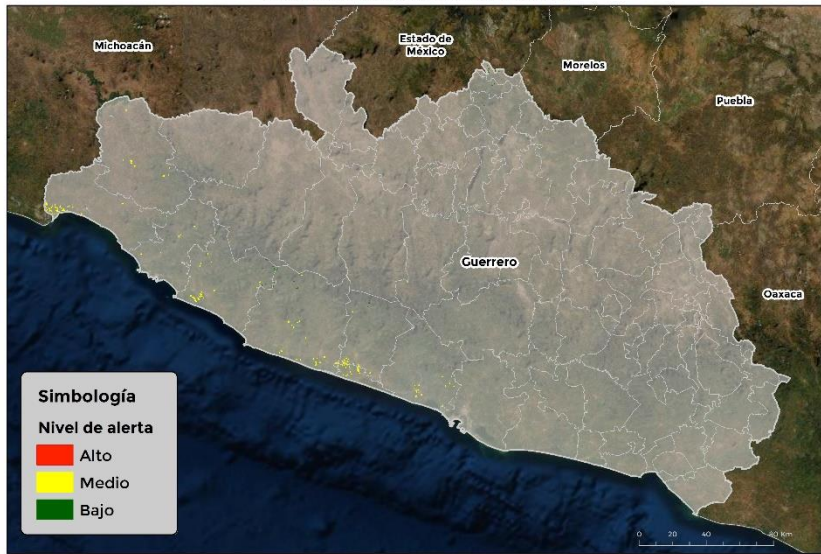 Michoacán
Estado de
México
Morelos
Puebla
Guerrero
Oaxaca
Simbología
Nivel de alerta
Alto
Medio
Bajo
0 20 40 80 Km